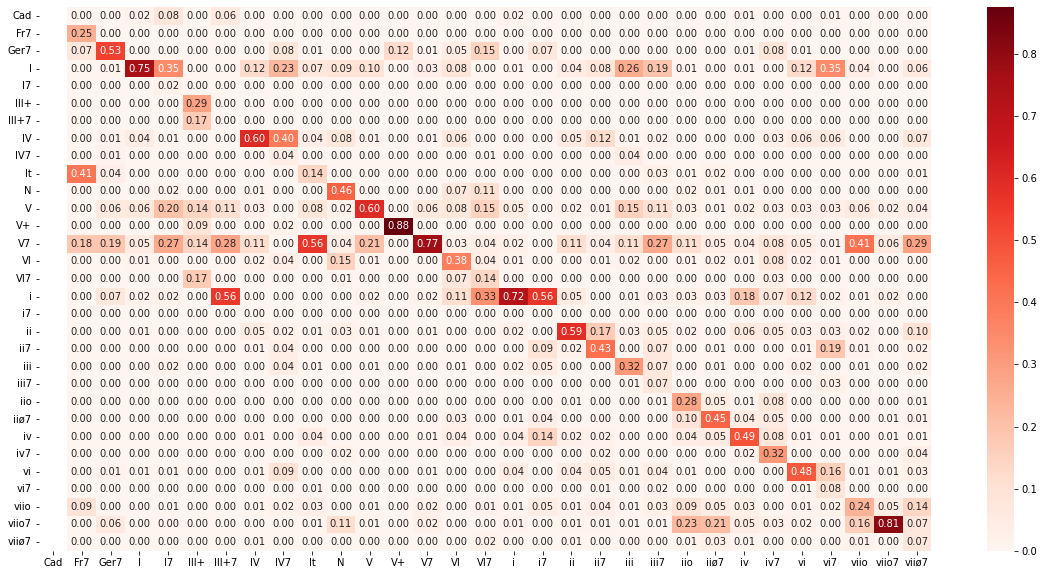 Cad - 0.00 0.00 0.02 0.08 0.00 0.06 0.00 0.00 0.00 0.00 0.00 0.00 0.00 0.00 0.00 0.02 0.00 0.00 0.00 0.00 0.00 0.00 0.00 0.01 0.00 0.00 0.01 0.00 0.00 0.00
Fr7 - 0.25 0.00 0.00 0.00 0.00 0.00 0.00 0.00 0.00 0.00 0.00 0.00 0.00 0.00 0.00 0.00 0.00 0.00 0.00 0.00 0.00 0.00 0.00 0.00 0.00 0.00 0.00 0.00 0.00 0.00
Ger7 - 0.07 0.53 0.00 0.00 0.00 0.00 0.00 0.08 0.01 0.00 0.00 0.12 0.01 0.05 0.15 0.00 0.07 0.00 0.00 0.00 0.00 0.00 0.00 0.01 0.08 0.01 0.00 0.00 0.00 0.00
I - 0.00 0.01 0.75 0.35 0.00 0.00 0.12 0.23 0.07 0.09 0.10 0.00 0.03 0.08 0.00 0.01 0.00 0.04 0.08 0.26 0.19 0.00 0.00 0.01 0.00 0.12 0.35 0.04 0.00 0.06
I7 - 0.00 0.00 0.00 0.02 0.00 0.00 0.00 0.00 0.00 0.00 0.00 0.00 0.00 0.00 0.00 0.00 0.00 0.00 0.00 0.00 0.00 0.00 0.00 0.00 0.00 0.00 0.00 0.00 0.00 0.00
III+ - 0.00 0.00 0.00 0.00 0.29 0.00 0.00 0.00 0.00 0.00 0.00 0.00 0.00 0.00 0.00 0.00 0.00 0.00 0.00 0.00 0.00 0.00 0.00 0.00 0.00 0.00 0.00 0.00 0.00 0.00
III+7 - 0.00 0.00 0.00 0.00 0.17 0.00 0.00 0.00 0.00 0.00 0.00 0.00 0.00 0.00 0.00 0.00 0.00 0.00 0.00 0.00 0.00 0.00 0.00 0.00 0.00 0.00 0.00 0.00 0.00 0.00
IV - 0.00 0.01 0.04 0.01 0.00 0.00 0.60 0.40 0.04 0.08 0.01 0.00 0.01 0.06 0.00 0.00 0.00 0.05 0.12 0.01 0.02 0.00 0.00 0.00 0.03 0.06 0.06 0.00 0.00 0.07
IV7 - 0.00 0.01 0.00 0.00 0.00 0.00 0.00 0.04 0.00 0.00 0.00 0.00 0.00 0.00 0.01 0.00 0.00 0.00 0.00 0.04 0.00 0.00 0.00 0.00 0.00 0.00 0.00 0.00 0.00 0.00
It - 0.41 0.04 0.00 0.00 0.00 0.00 0.00 0.00 0.14 0.00 0.00 0.00 0.00 0.00 0.00 0.00 0.00 0.00 0.00 0.00 0.03 0.01 0.02 0.00 0.00 0.00 0.00 0.00 0.00 0.01
N - 0.00 0.00 0.00 0.02 0.00 0.00 0.01 0.00 0.00 0.46 0.00 0.00 0.00 0.07 0.11 0.00 0.00 0.00 0.00 0.00 0.00 0.02 0.01 0.01 0.00 0.00 0.00 0.00 0.00 0.00
V - 0.00 0.06 0.06 0.20 0.14 0.11 0.03 0.00 0.08 0.02 0.60 0.00 0.06 0.08 0.15 0.05 0.00 0.02 0.01 0.15 0.11 0.03 0.01 0.02 0.03 0.03 0.03 0.06 0.02 0.04
V+ - 0.00 0.00 0.00 0.00 0.09 0.00 0.00 0.02 0.00 0.00 0.00 0.88 0.00 0.00 0.00 0.00 0.00 0.00 0.00 0.00 0.00 0.00 0.00 0.00 0.00 0.00 0.00 0.00 0.00 0.00
V7 - 0.18 0.19 0.05 0.27 0.14 0.28 0.11 0.00 0.56 0.04 0.21 0.00 0.77 0.03 0.04 0.02 0.00 0.11 0.04 0.11 0.27 0.11 0.05 0.04 0.08 0.05 0.01 0.41 0.06 0.29
VI - 0.00 0.00 0.01 0.00 0.00 0.00 0.02 0.04 0.00 0.15 0.01 0.00 0.00 0.38 0.04 0.01 0.00 0.00 0.01 0.00 0.00 0.02 0.01 0.02 0.08 0.02 0.01 0.00 0.00 0.00
VI7 - 0.00 0.00 0.00 0.00 0.17 0.00 0.00 0.00 0.00 0.01 0.00 0.00 0.00 0.07 0.14 0.00 0.00 0.00 0.00 0.00 0.00 0.00 0.00 0.00 0.03 0.00 0.00 0.00 0.00 0.00
i - 0.00 0.07 0.02 0.02 0.00 0.56 0.00 0.00 0.00 0.00 0.02 0.00 0.02 0.11 0.33 0.72 0.56 0.05 0.00 0.01 0.03 0.03 0.03 0.18 0.07 0.12 0.02 0.01 0.02 0.00
i7 - 0.00 0.00 0.00 0.00 0.00 0.00 0.00 0.00 0.00 0.00 0.00 0.00 0.00 0.00 0.00 0.00 0.00 0.00 0.00 0.00 0.00 0.00 0.00 0.00 0.00 0.00 0.00 0.00 0.00 0.00
ii - 0.00 0.00 0.01 0.00 0.00 0.00 0.05 0.02 0.01 0.03 0.01 0.00 0.01 0.00 0.00 0.02 0.00 0.59 0.17 0.03 0.05 0.02 0.00 0.06 0.05 0.03 0.03 0.02 0.00 0.10
ii7 - 0.00 0.00 0.00 0.00 0.00 0.00 0.01 0.04 0.00 0.00 0.00 0.00 0.00 0.00 0.00 0.00 0.09 0.02 0.43 0.00 0.07 0.00 0.01 0.00 0.00 0.01 0.19 0.01 0.00 0.02
iii - 0.00 0.00 0.00 0.02 0.00 0.00 0.00 0.04 0.01 0.00 0.00 0.00 0.00 0.01 0.00 0.02 0.05 0.00 0.00 0.32 0.07 0.00 0.00 0.01 0.00 0.02 0.00 0.01 0.00 0.02
iii7 - 0.00 0.00 0.00 0.00 0.00 0.00 0.00 0.00 0.00 0.00 0.00 0.00 0.00 0.00 0.00 0.00 0.00 0.00 0.00 0.01 0.07 0.00 0.00 0.00 0.00 0.00 0.03 0.00 0.00 0.00
iio - 0.00 0.00 0.00 0.00 0.00 0.00 0.00 0.00 0.00 0.00 0.00 0.00 0.00 0.00 0.00 0.00 0.00 0.01 0.00 0.00 0.01 0.28 0.05 0.01 0.08 0.00 0.00 0.01 0.00 0.00
iiø7 - 0.00 0.00 0.00 0.00 0.00 0.00 0.00 0.00 0.00 0.00 0.00 0.00 0.00 0.03 0.00 0.01 0.04 0.00 0.00 0.00 0.00 0.10 0.45 0.04 0.05 0.00 0.00 0.00 0.01 0.01
iv - 0.00 0.00 0.00 0.00 0.00 0.00 0.01 0.00 0.04 0.00 0.00 0.00 0.01 0.04 0.00 0.04 0.14 0.02 0.02 0.00 0.00 0.04 0.05 0.49 0.08 0.01 0.01 0.00 0.01 0.01
iv7 - 0.00 0.00 0.00 0.00 0.00 0.00 0.00 0.00 0.00 0.02 0.00 0.00 0.00 0.00 0.00 0.00 0.00 0.00 0.02 0.00 0.00 0.01 0.00 0.02 0.32 0.00 0.00 0.00 0.00 0.04
vi - 0.00 0.01 0.01 0.01 0.00 0.00 0.01 0.09 0.00 0.00 0.00 0.00 0.01 0.00 0.00 0.04 0.00 0.04 0.05 0.01 0.04 0.01 0.00 0.01 0.00 0.48 0.16 0.01 0.01 0.03
vi7 - 0.00 0.00 0.00 0.00 0.00 0.00 0.00 0.00 0.01 0.00 0.00 0.00 0.00 0.00 0.00 0.00 0.00 0.00 0.01 0.00 0.02 0.00 0.00 0.00 0.00 0.01 0.08 0.00 0.00 0.00
viio - 0.09 0.00 0.01 0.00 0.00 0.00 0.01 0.02 0.03 0.00 0.01 0.00 0.02 0.00 0.01 0.01 0.05 0.01 0.04 0.01 0.03 0.09 0.05 0.03 0.00 0.01 0.02 0.24 0.05 0.14
viio7 - 0.00 0.06 0.00 0.00 0.00 0.00 0.00 0.00 0.00 0.11 0.01 0.00 0.02 0.00 0.00 0.01 0.00 0.01 0.01 0.01 0.00 0.23 0.21 0.05 0.03 0.02 0.00 0.16 0.81 0.07
viiø7 - 0.00 0.00 0.00 0.00 0.00 0.00 0.00 0.00 0.00 0.00 0.00 0.00 0.00 0.00 0.02 0.00 0.00 0.01 0.00 0.00 0.00 0.01 0.03 0.01 0.00 0.00 0.00 0.01 0.00 0.07
Cad Fr7 Ger7 I I7 III+ III+7 IV IV7 It N V V+ V7 VI VI7 i i7 ii ii7 iii iii7 iio iiø7 iv iv7 vi vi7 viio viio7 viiø7
0.8
0.7
0.6
0.5
0.4
0.3
0.2
0.1
0.0